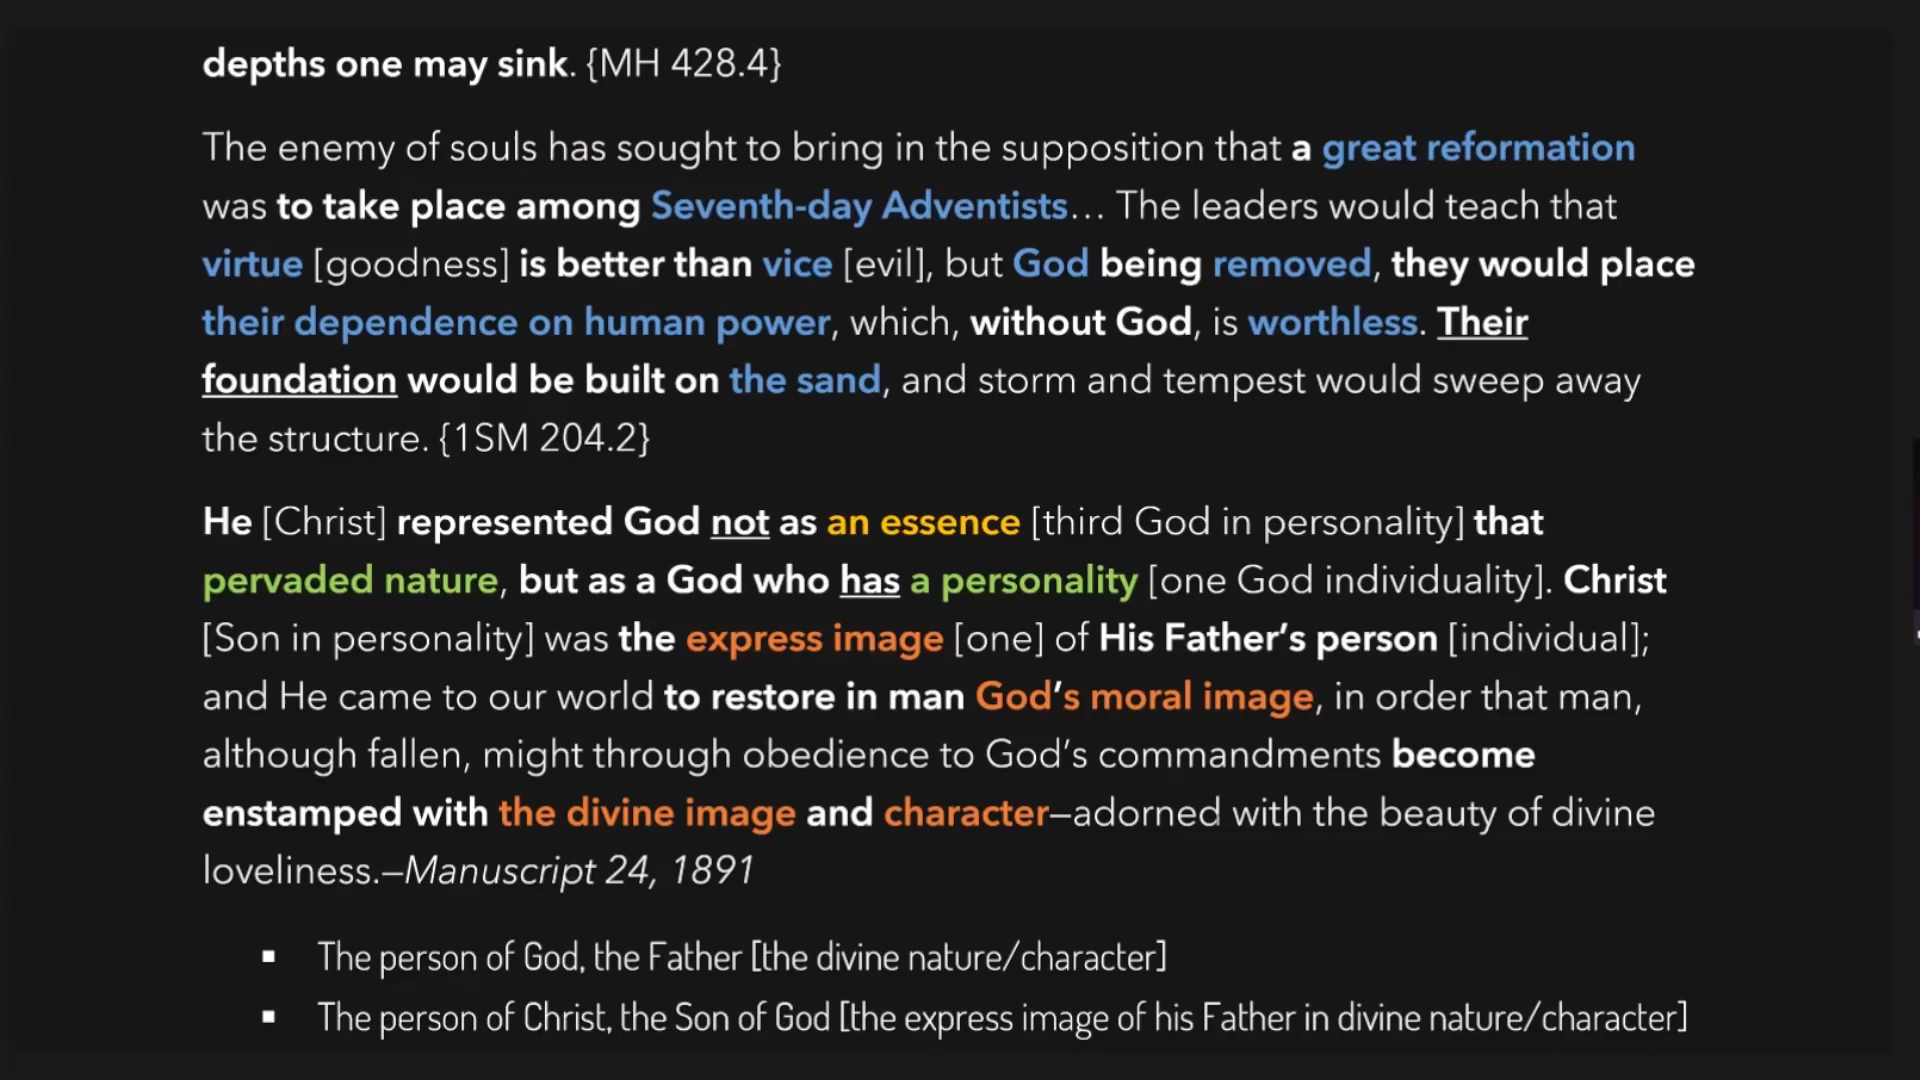 depths one may sink. {MH 428.4}
The enemy of souls has sought to bring in the supposition that a great reformation
was to take place among Seventh-day Adventists… The leaders would teach that
virtue [goodness] is better than vice [evil], but God being removed, they would place
their dependence on human power, which, without God, is worthless. Their
foundation would be built on the sand, and storm and tempest would sweep away
the structure. {1SM 204.2}
He [Christ] represented God not as an essence [third God in personality] that
pervaded nature, but as a God who has a personality [one God individuality]. Christ
[Son in personality] was the express image [one] of His Father’s person [individual];
and He came to our world to restore in man God’s moral image, in order that man,
although fallen, might through obedience to God’s commandments become
enstamped with the divine image and character—adorned with the beauty of divine
loveliness.—Manuscript 24, 1891
▪ The person of God, the Father [the divine nature/character]
▪ The person of Christ, the Son of God [the express image of his Father in divine nature/character]